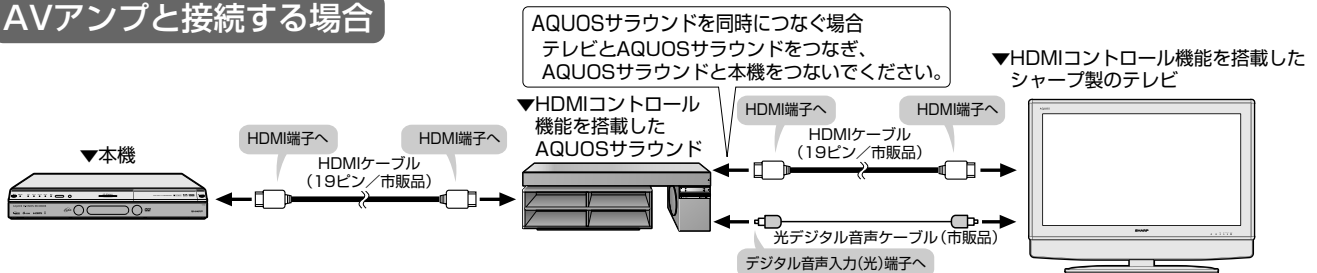 AVアンプと接続する場合
AQUOSサラウンドを同時につなぐ場合
テレビとAQUOSサラウンドをつなぎ、
AQUOSサラウンドと本機をつないでください。
▼HDMIコントロール機能を搭載した
シャープ製のテレビ
▼HDMIコントロール
機能を搭載した
AQUOSサラウンド
▼本機
HDMI端子へ
HDMI端子へ
HDMIケーブル
(19ピン／市販品)
HDMI端子へ
HDMI端子へ
HDMIケーブル
(19ピン／市販品)
光デジタル音声ケーブル(市販品)
デジタル音声入力(光)端子へ
SHARP